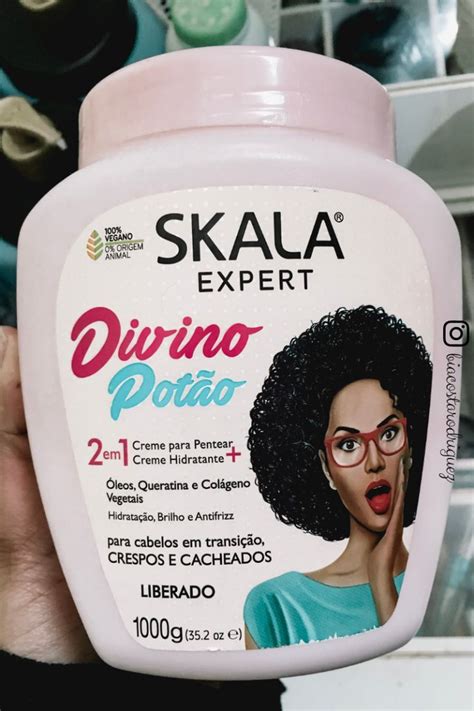 100%
VEGANO
0% ORIGEM
ANIMAL
SKALA®
EXPERT
Divino
Potão
2 em 1 Creme para Pentear
Creme Hidratante +
Óleos, Queratina e Colágeno
Vegetais
Hidratação, Brilho e Antifrizz
para cabelos em transição,
CRESPOS E CACHEADOS
LIBERADO
1000g (35.2 oz ℮)
biacostarodryguez